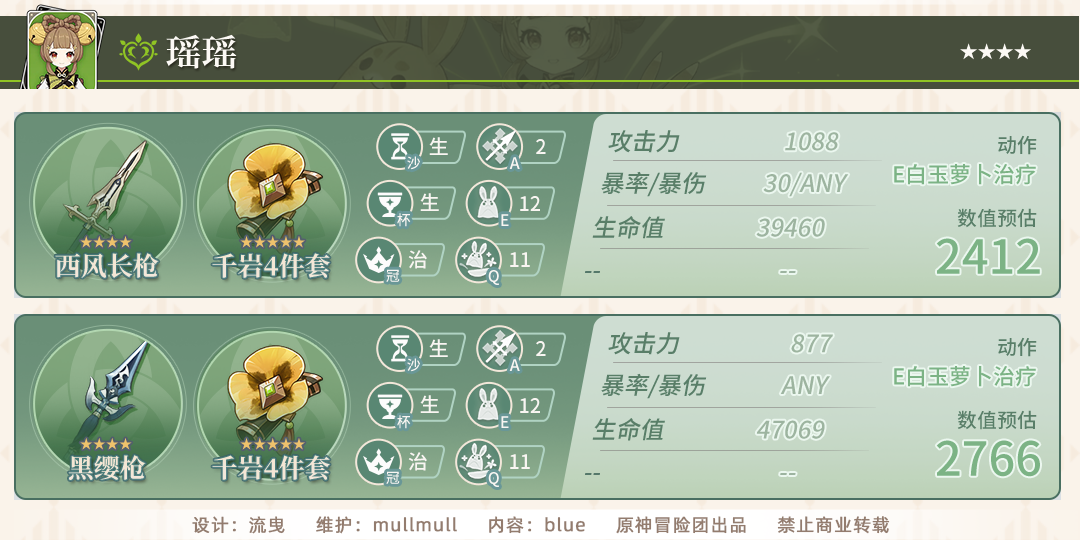 瑶瑶
★★★★
西风长枪
千岩4件套
沙 生
A 2
杯 生
E 12
冠 治
Q 11
攻击力 1088
暴率/暴伤 30/ANY
生命值 39460
-- --
动作
E白玉萝卜治疗
数值预估
2412
黑缨枪
千岩4件套
沙 生
A 2
杯 生
E 12
冠 治
Q 11
攻击力 877
暴率/暴伤 ANY
生命值 47069
-- --
动作
E白玉萝卜治疗
数值预估
2766
设计：流曳 维护：mullmull 内容：blue 原神冒险团出品 禁止商业转载